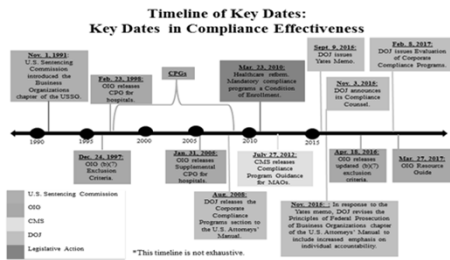 Timeline of Key Dates:
Key Dates in Compliance Effectiveness
Nov. 1, 1991:
U.S. Sentencing
Commission
introduced the
Business
Organizations
chapter of the USSG.
Feb. 23, 1998:
OIG releases
CPG for
hospitals.
CPGs
Mar. 23, 2010:
Healthcare reform.
Mandatory compliance
programs a Condition
of Enrollment.
Sept. 9, 2015:
DOJ issues
Yates Memo.
Nov. 3, 2015:
DOJ announces
its Compliance
Counsel.
Feb. 8, 2017:
DOJ issues Evaluation
of Corporate
Compliance Programs.
1990
1995
2000
2005
2010
2015
Dec. 24, 1997:
OIG (b)(7)
Exclusion
Criteria.
Jan. 31, 2005:
OIG releases
Supplemental
CPG for hospitals.
Aug. 2008:
DOJ releases the
Corporate
Compliance
Programs section to
the U.S. Attorneys'
Manual.
July 27, 2012:
CMS releases
Compliance
Program Guidance
for MAOs.
Nov. 2015: : In response to the
Yates memo, DOJ revises the
Principles of Federal Prosecution
of Business Organizations chapter
of the U.S. Attorneys' Manual to
include increased emphasis on
individual accountability.
Apr. 18, 2016:
OIG releases
updated (b)(7)
exclusion
criteria.
Mar. 27, 2017:
OIG Resource
Guide
U.S. Sentencing Commission
OIG
CMS
DOJ
Legislative Action
*This timeline is not exhaustive.